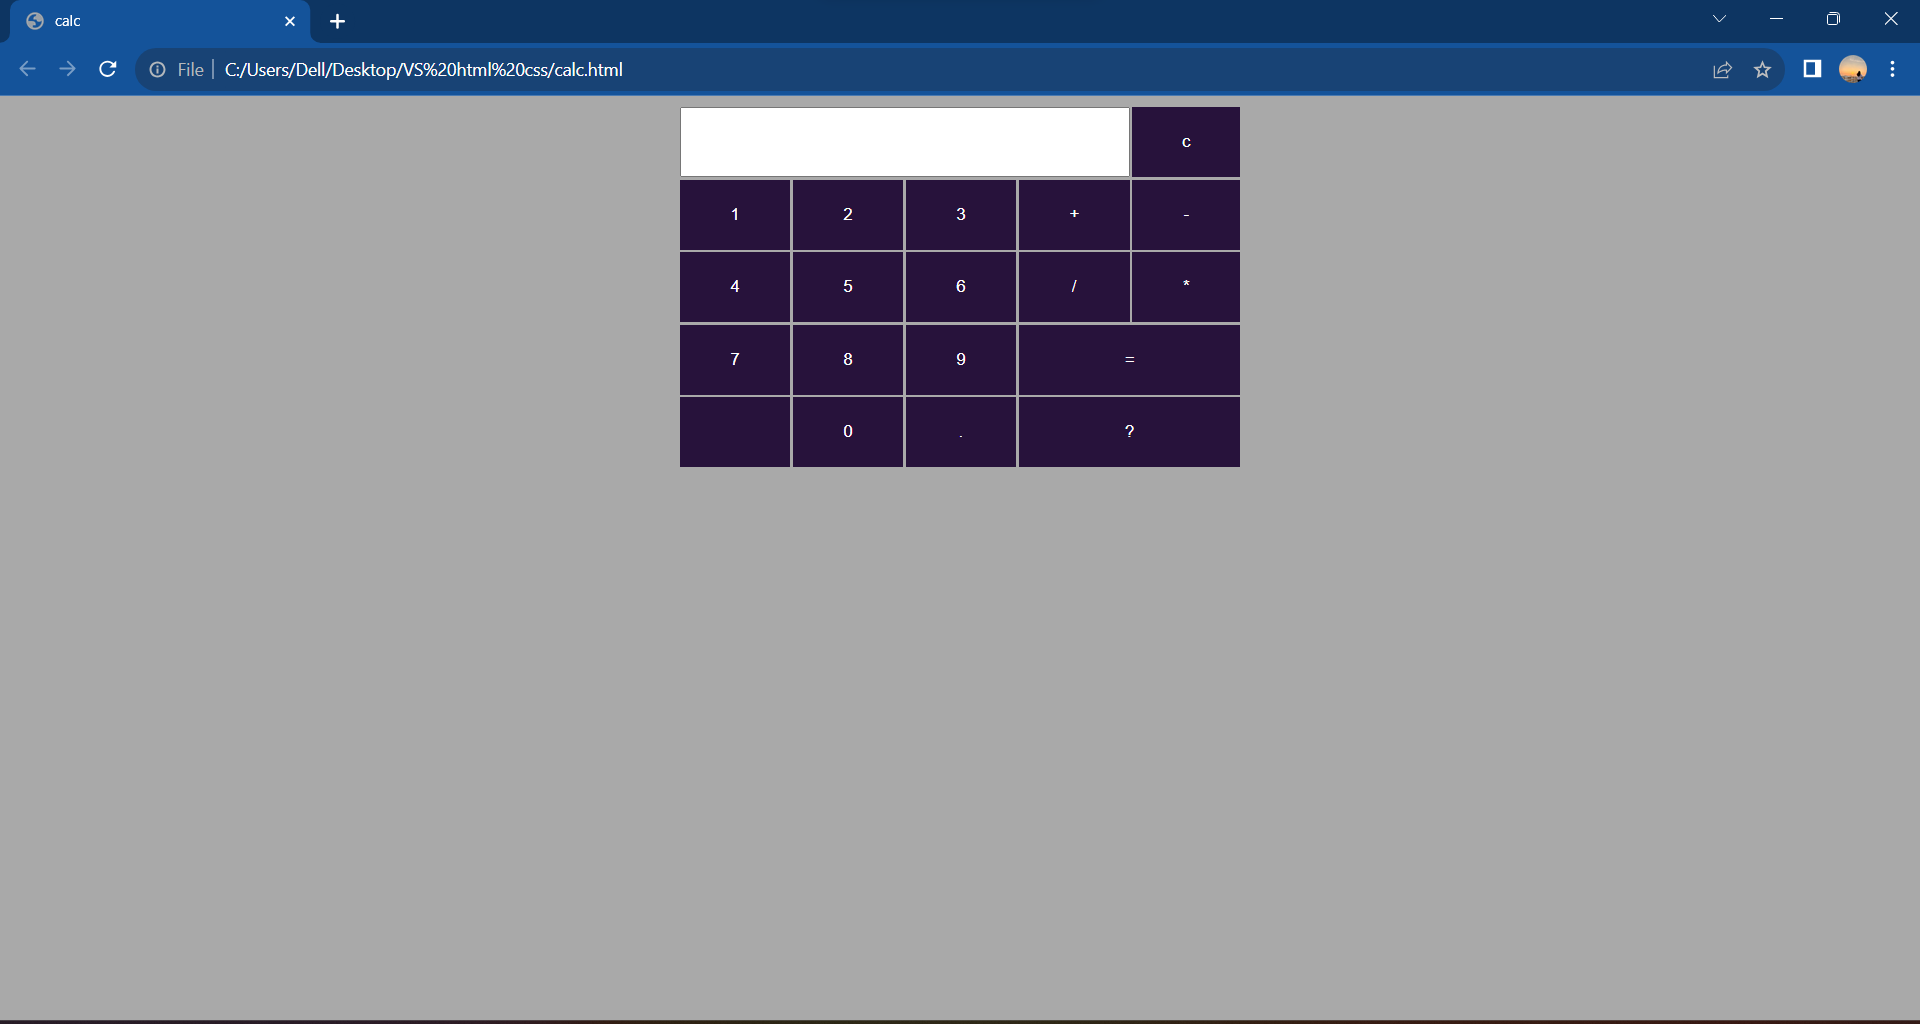 calc
File C:/Users/Dell/Desktop/VS%20html%20css/calc.html
c
1 2 3 + -
4 5 6 / *
7 8 9 =
0 . ?